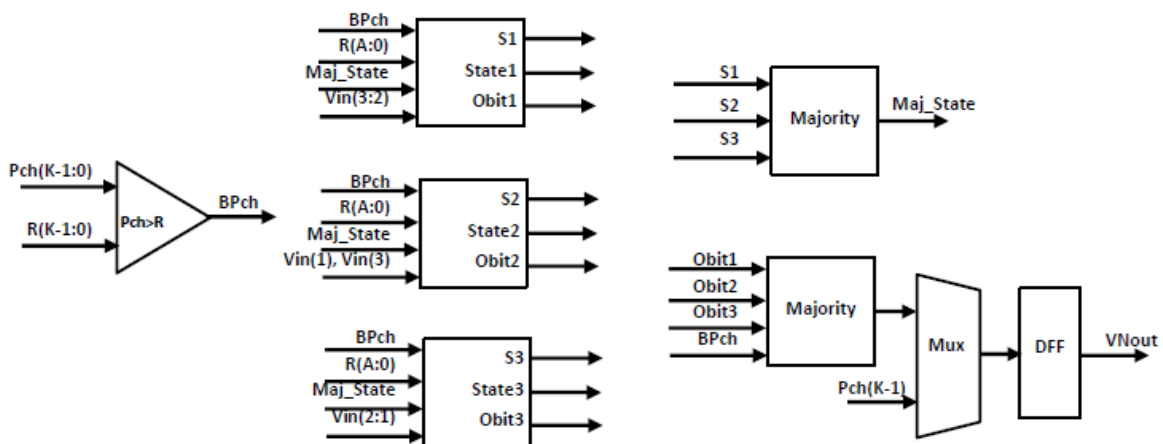 Pch(K-1:0)
R(K-1:0)
Pch>R
BPch
BPch
R(A:0)
Maj_State
Vin(3:2)
S1
State1
Obit1
BPch
R(A:0)
Maj_State
Vin(1), Vin(3)
S2
State2
Obit2
BPch
R(A:0)
Maj_State
Vin(2:1)
S3
State3
Obit3
S1
S2
S3
Majority
Maj_State
Obit1
Obit2
Obit3
BPch
Majority
Pch(K-1)
Mux
DFF
VNout